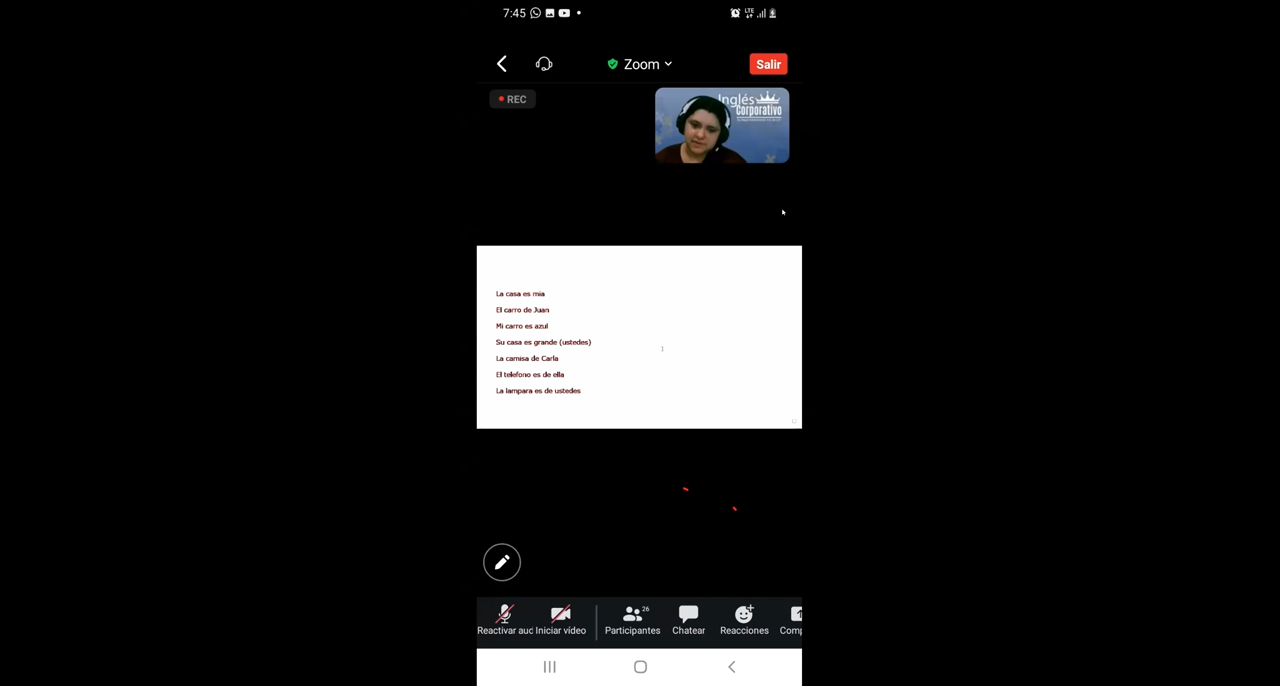 7:45
LTE
Zoom
Salir
REC
Inglés
Corporativo
La casa es mia
El carro de Juan
Mi carro es azul
Su casa es grande (ustedes)
La camisa de Carla
El telefono es de ella
La lampara es de ustedes
26
Reactivar aud
Iniciar vídeo
Participantes
Chatear
Reacciones
Comp